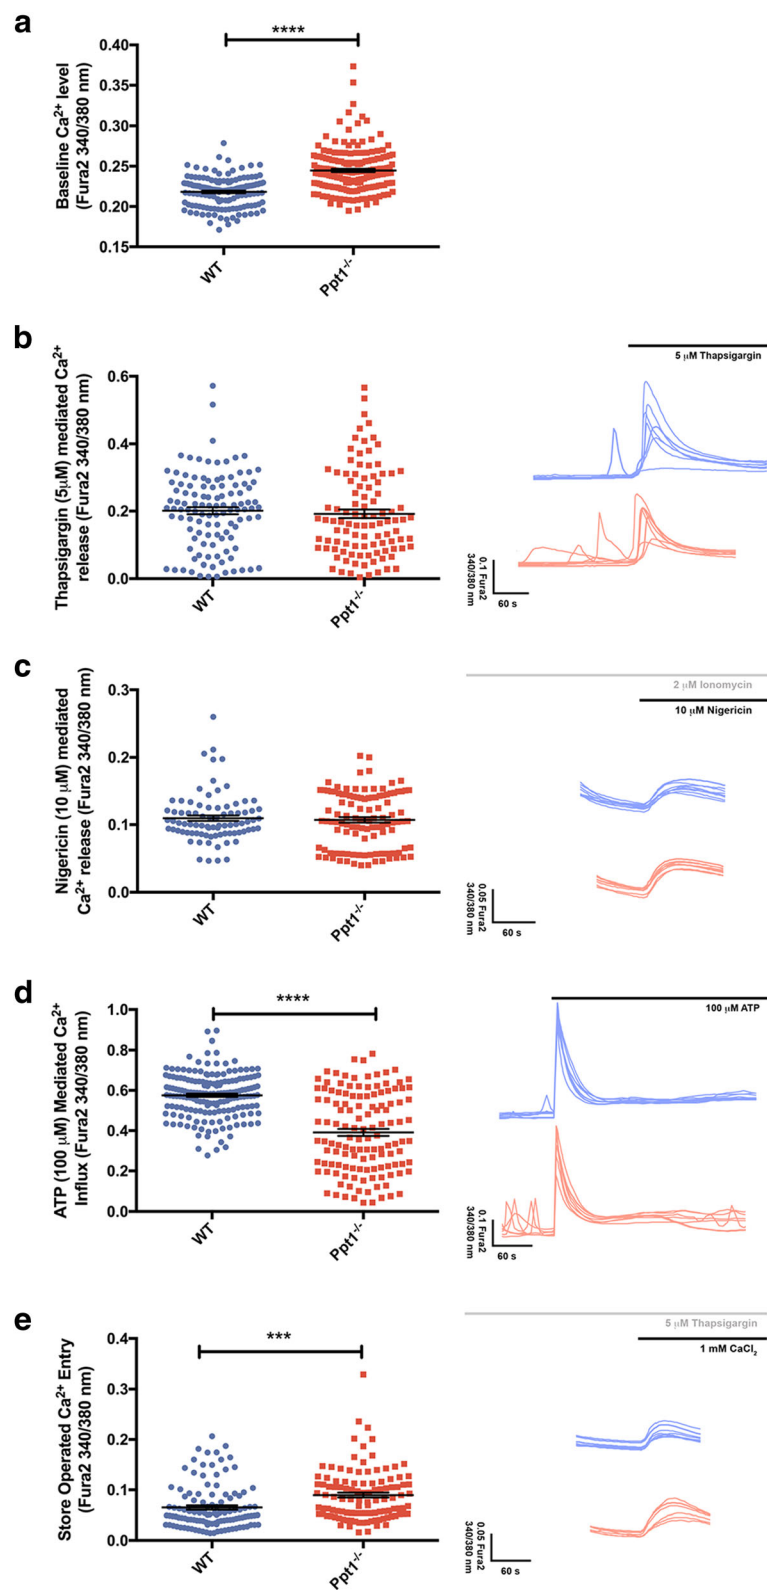 a
****
Baseline Ca²⁺ level
(Fura2 340/380 nm)
0.40
0.35
0.30
0.25
0.20
0.15
WT
Ppt1⁻/⁻
b
Thapsigargin (5μM) mediated Ca²⁺
release (Fura2 340/380 nm)
0.6
0.4
0.2
0.0
WT
Ppt1⁻/⁻
5 μM Thapsigargin
0.1 Fura2
340/380 nm
60 s
c
Nigericin (10 μM) mediated
Ca²⁺ release (Fura2 340/380 nm)
0.3
0.2
0.1
0.0
WT
Ppt1⁻/⁻
2 μM Ionomycin
10 μM Nigericin
0.05 Fura2
340/380 nm
60 s
d
****
ATP (100 μM) Mediated Ca²⁺
Influx (Fura2 340/380 nm)
1.0
0.8
0.6
0.4
0.2
0.0
WT
Ppt1⁻/⁻
100 μM ATP
0.1 Fura2
340/380 nm
60 s
e
***
Store Operated Ca²⁺ Entry
(Fura2 340/380 nm)
0.4
0.3
0.2
0.1
0.0
WT
Ppt1⁻/⁻
5 μM Thapsigargin
1 mM CaCl₂
0.05 Fura2
340/380 nm
60 s